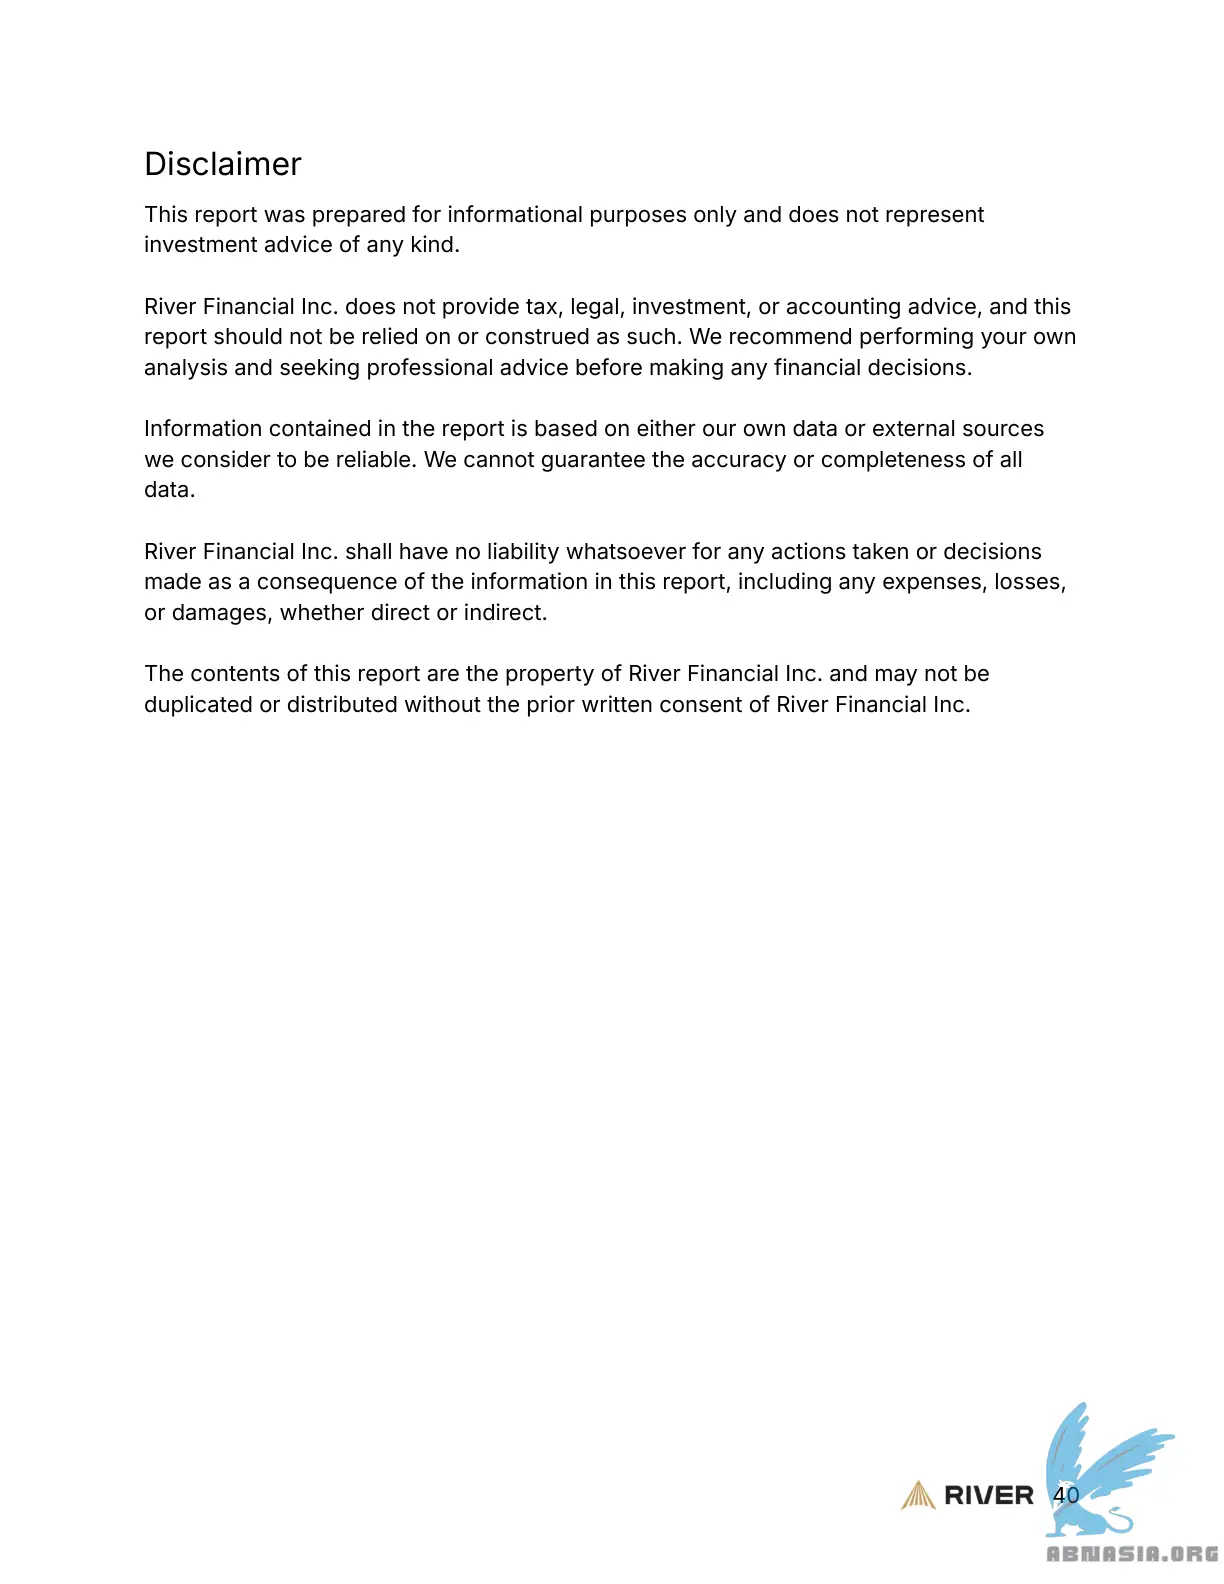 Disclaimer
This report was prepared for informational purposes only and does not represent
investment advice of any kind.
River Financial Inc. does not provide tax, legal, investment, or accounting advice, and this
report should not be relied on or construed as such. We recommend performing your own
analysis and seeking professional advice before making any financial decisions.
Information contained in the report is based on either our own data or external sources
we consider to be reliable. We cannot guarantee the accuracy or completeness of all
data.
River Financial Inc. shall have no liability whatsoever for any actions taken or decisions
made as a consequence of the information in this report, including any expenses, losses,
or damages, whether direct or indirect.
The contents of this report are the property of River Financial Inc. and may not be
duplicated or distributed without the prior written consent of River Financial Inc.
RIVER 40
ABNASIA.ORG